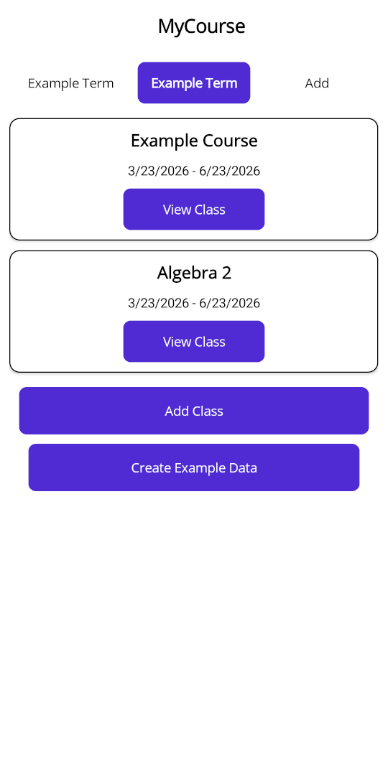 MyCourse
Example Term Example Term Add
Example Course
3/23/2026 - 6/23/2026
View Class
Algebra 2
3/23/2026 - 6/23/2026
View Class
Add Class
Create Example Data